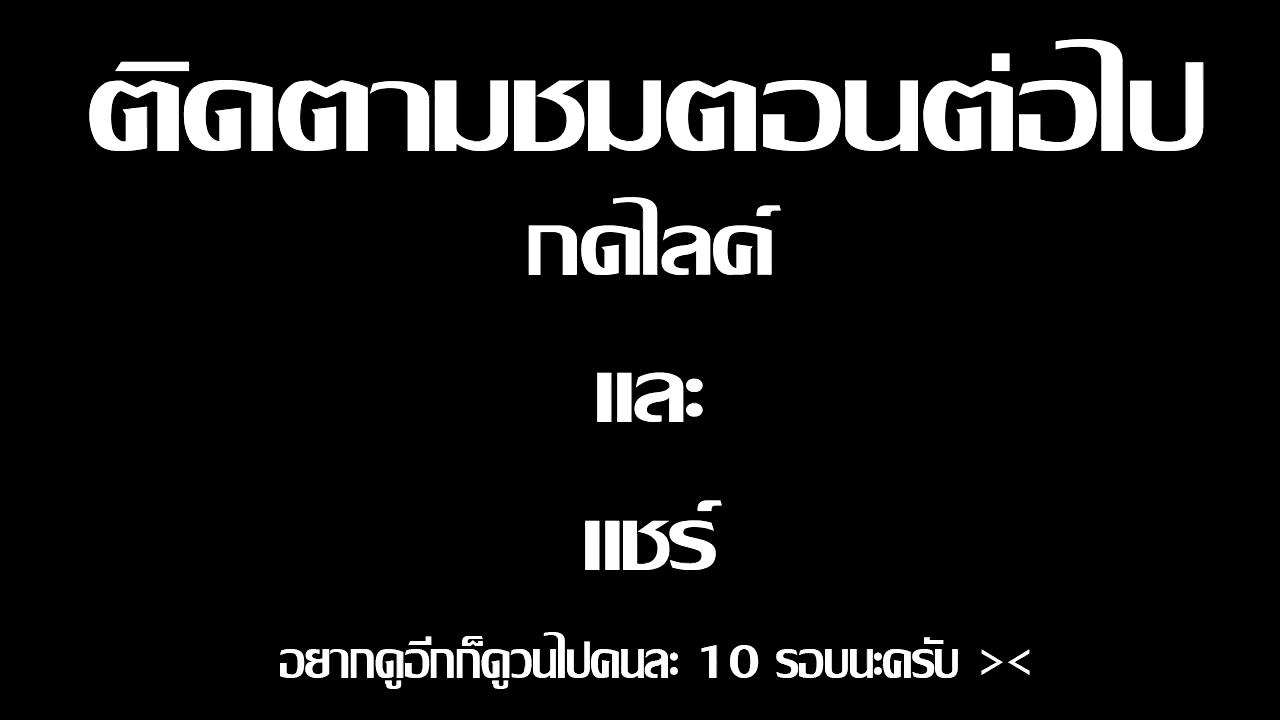 ติดตามชมตอนต่อไป
กดไลค์
และ
แชร์
อยากดูอีกก็ดูวนไปคนละ 10 รอบนะครับ ><